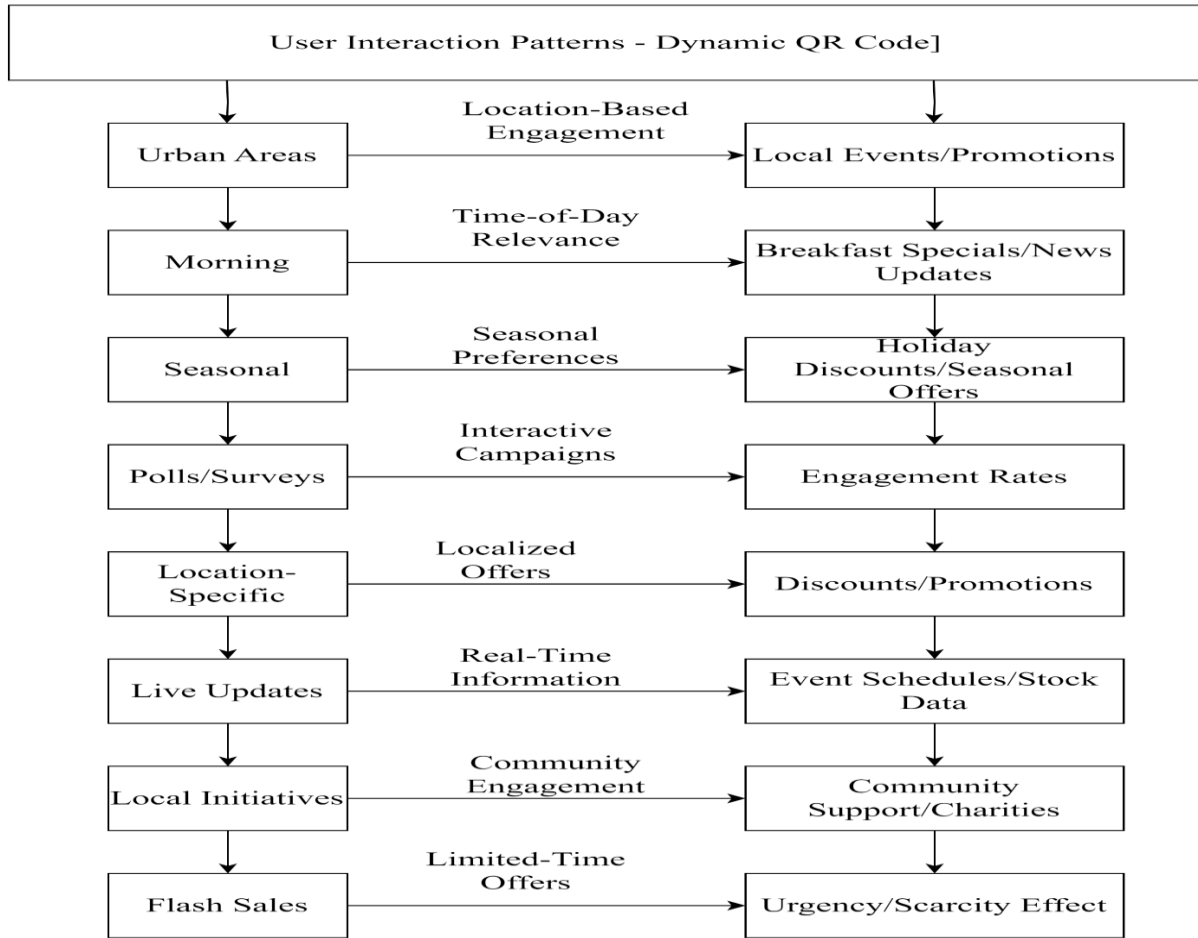 User Interaction Patterns - Dynamic QR Code]
Location-Based
Engagement
Urban Areas
Local Events/Promotions
Time-of-Day
Relevance
Morning
Breakfast Specials/News
Updates
Seasonal
Preferences
Seasonal
Holiday
Discounts/Seasonal
Offers
Interactive
Campaigns
Polls/Surveys
Engagement Rates
Localized
Offers
Location-
Specific
Discounts/Promotions
Real-Time
Information
Live Updates
Event Schedules/Stock
Data
Community
Engagement
Local Initiatives
Community
Support/Charities
Limited-Time
Offers
Flash Sales
Urgency/Scarcity Effect